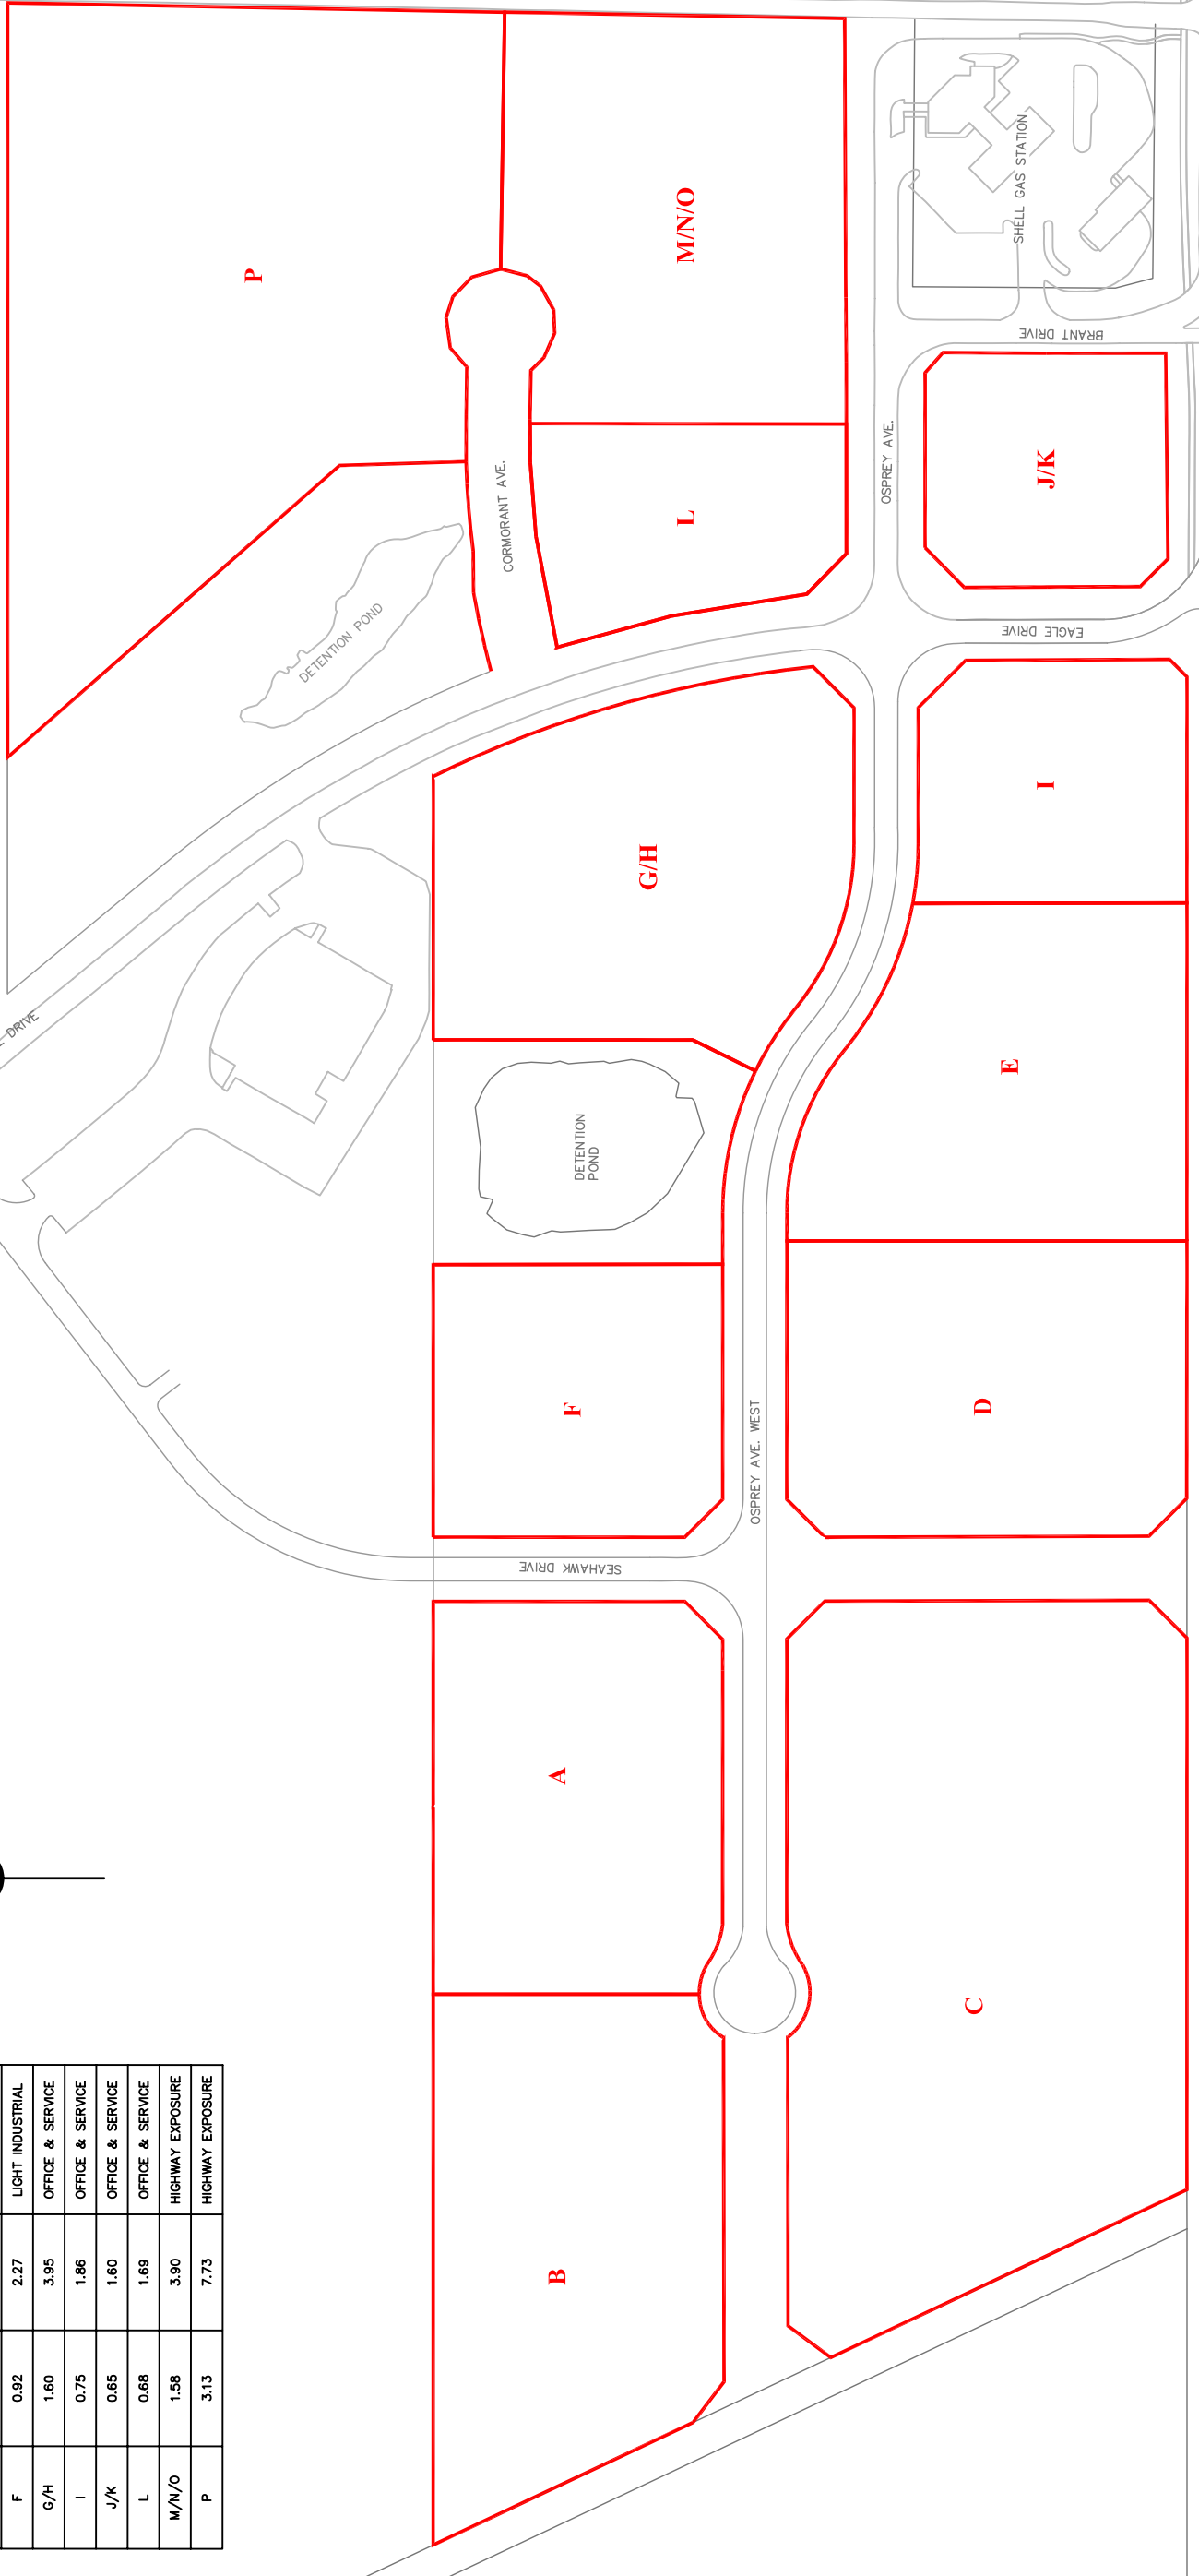 F 0.92 2.27 LIGHT INDUSTRIAL
G/H 1.60 3.95 OFFICE & SERVICE
I 0.75 1.86 OFFICE & SERVICE
J/K 0.65 1.60 OFFICE & SERVICE
L 0.68 1.69 OFFICE & SERVICE
M/N/O 1.58 3.90 HIGHWAY EXPOSURE
P 3.13 7.73 HIGHWAY EXPOSURE
DRIVE
P
DETENTION POND
CORMORANT AVE.
M/N/O
L
OSPREY AVE.
SHELL GAS STATION
BRANT DRIVE
J/K
EAGLE DRIVE
G/H
I
DETENTION
POND
E
F
OSPREY AVE. WEST
D
SEAHAWK DRIVE
A
B
C